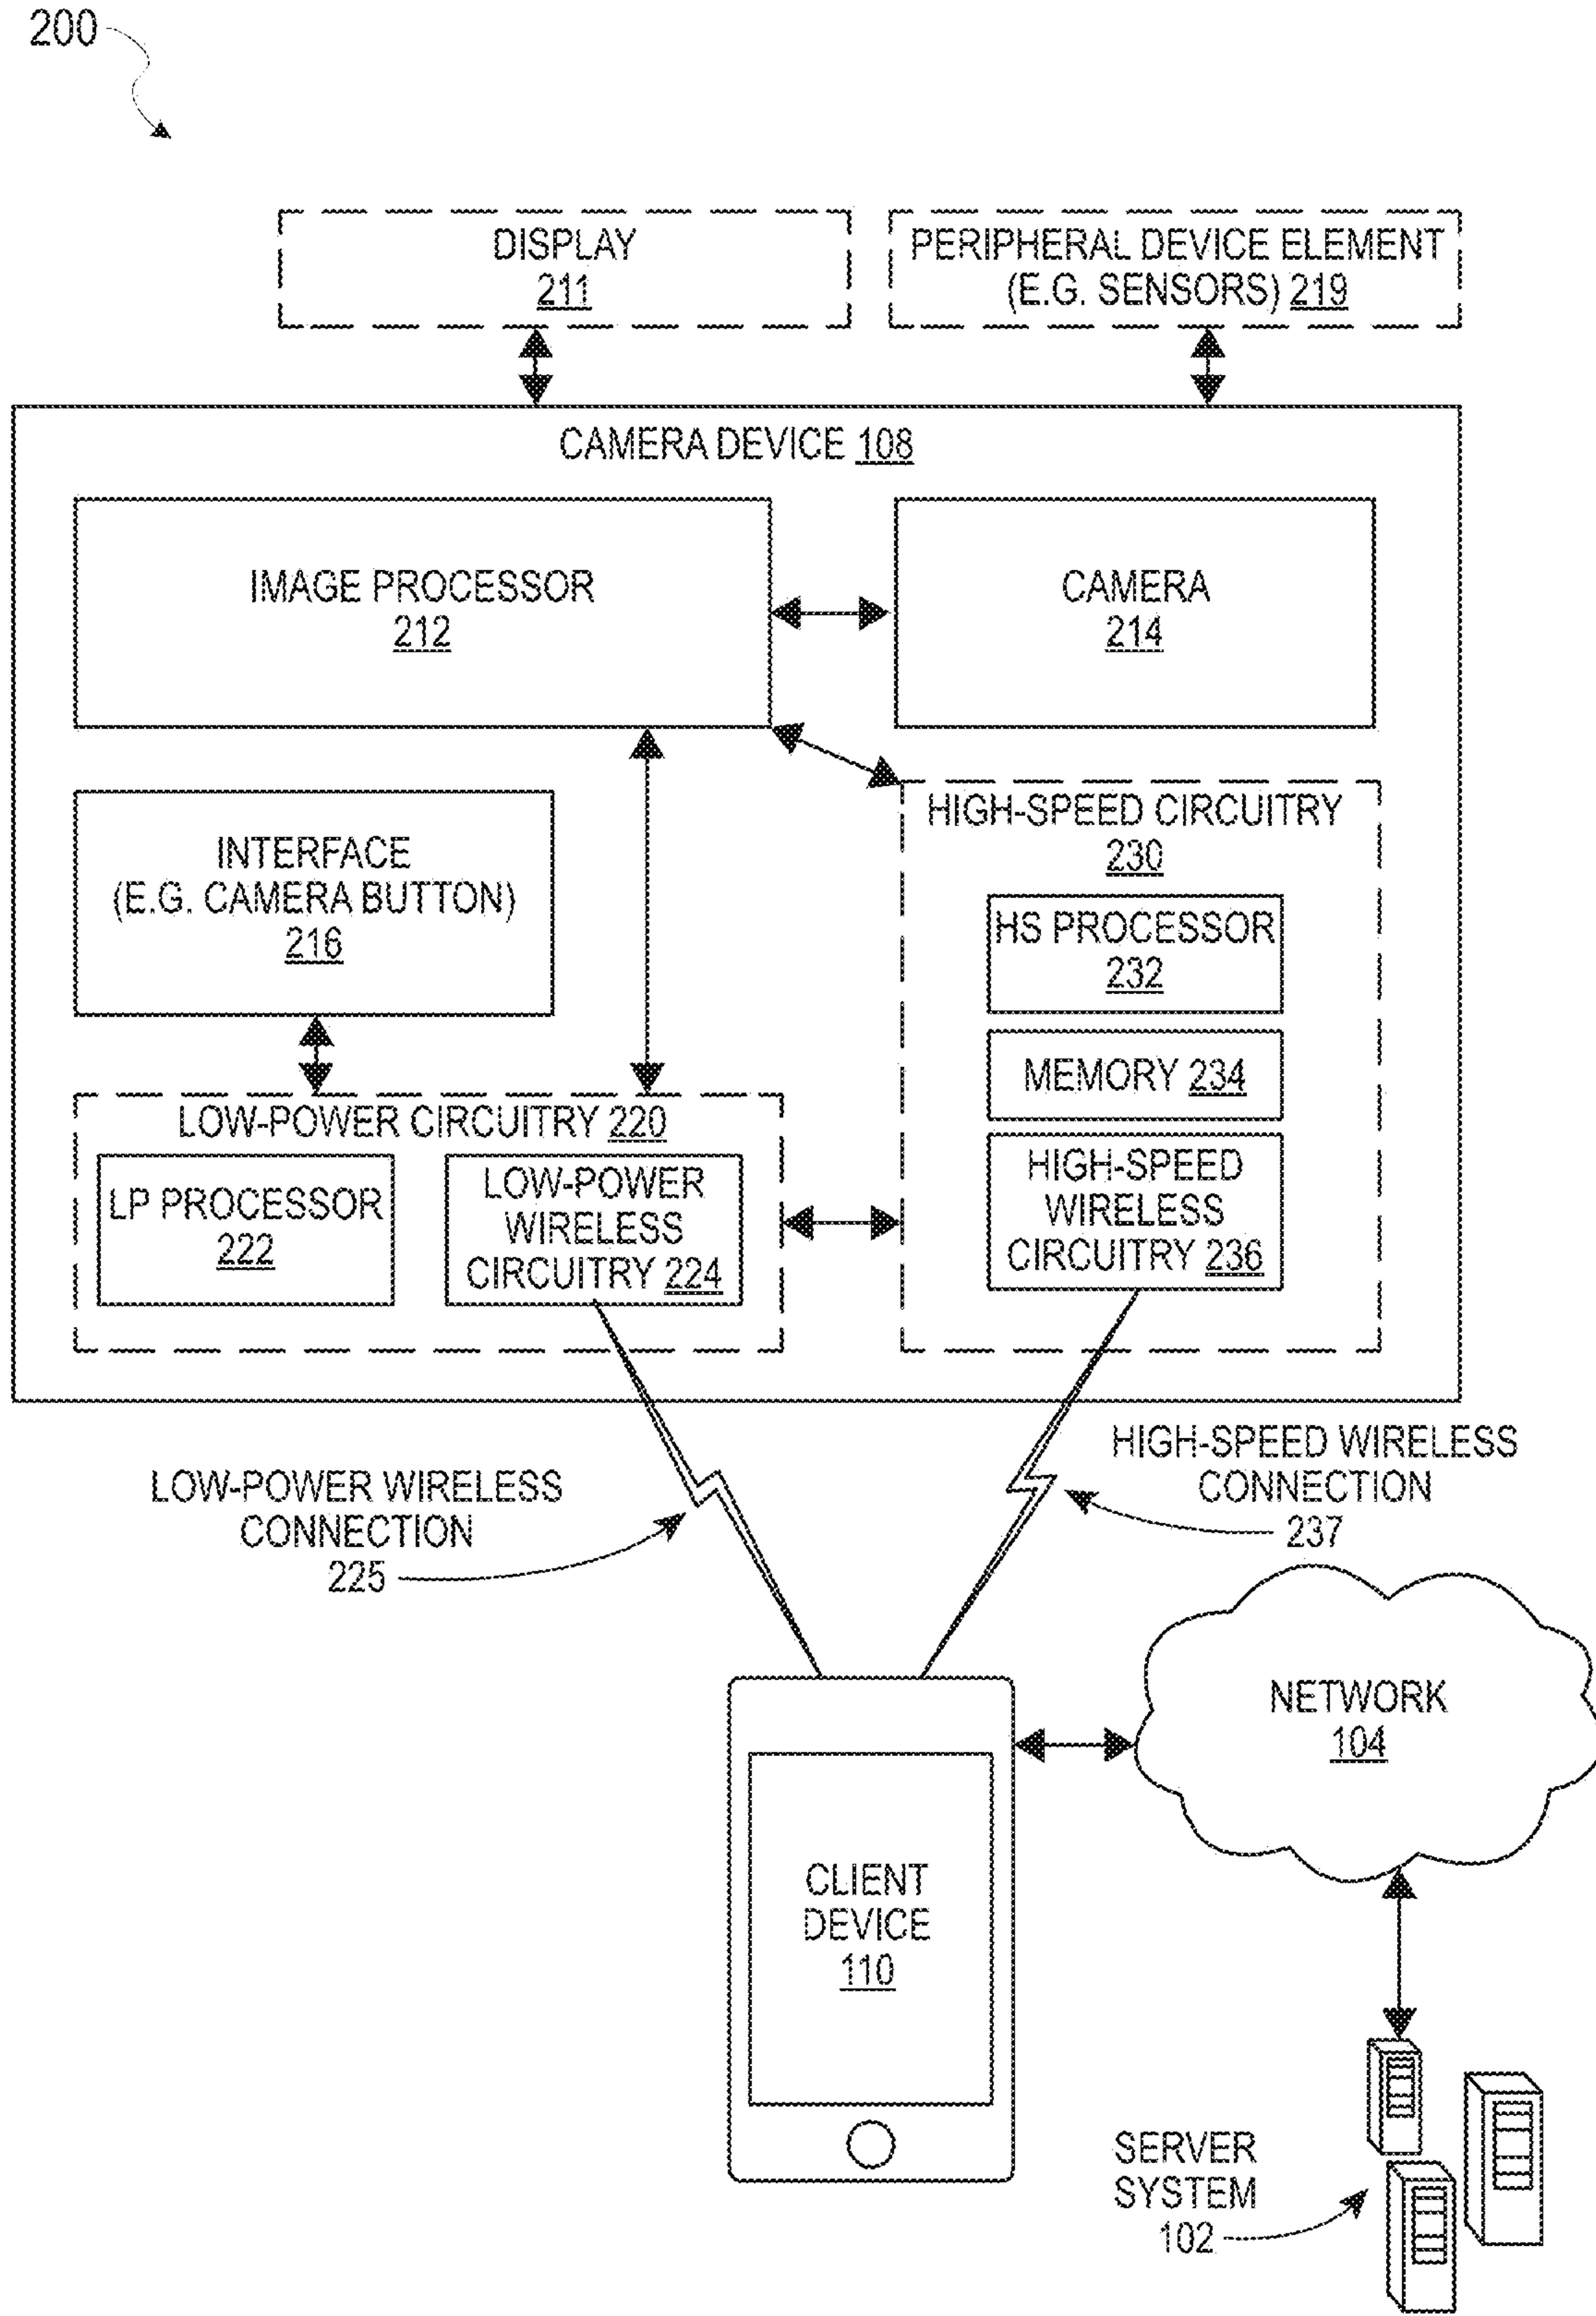 200
DISPLAY
211
PERIPHERAL DEVICE ELEMENT
(E.G. SENSORS) 219
CAMERA DEVICE 108
IMAGE PROCESSOR
212
CAMERA
214
INTERFACE
(E.G. CAMERA BUTTON)
216
HIGH-SPEED CIRCUITRY
230
HS PROCESSOR
232
MEMORY 234
HIGH-SPEED
WIRELESS
CIRCUITRY 236
LOW-POWER CIRCUITRY 220
LP PROCESSOR
222
LOW-POWER
WIRELESS
CIRCUITRY 224
LOW-POWER WIRELESS
CONNECTION
225
HIGH-SPEED WIRELESS
CONNECTION
237
NETWORK
104
CLIENT
DEVICE
110
SERVER
SYSTEM
102